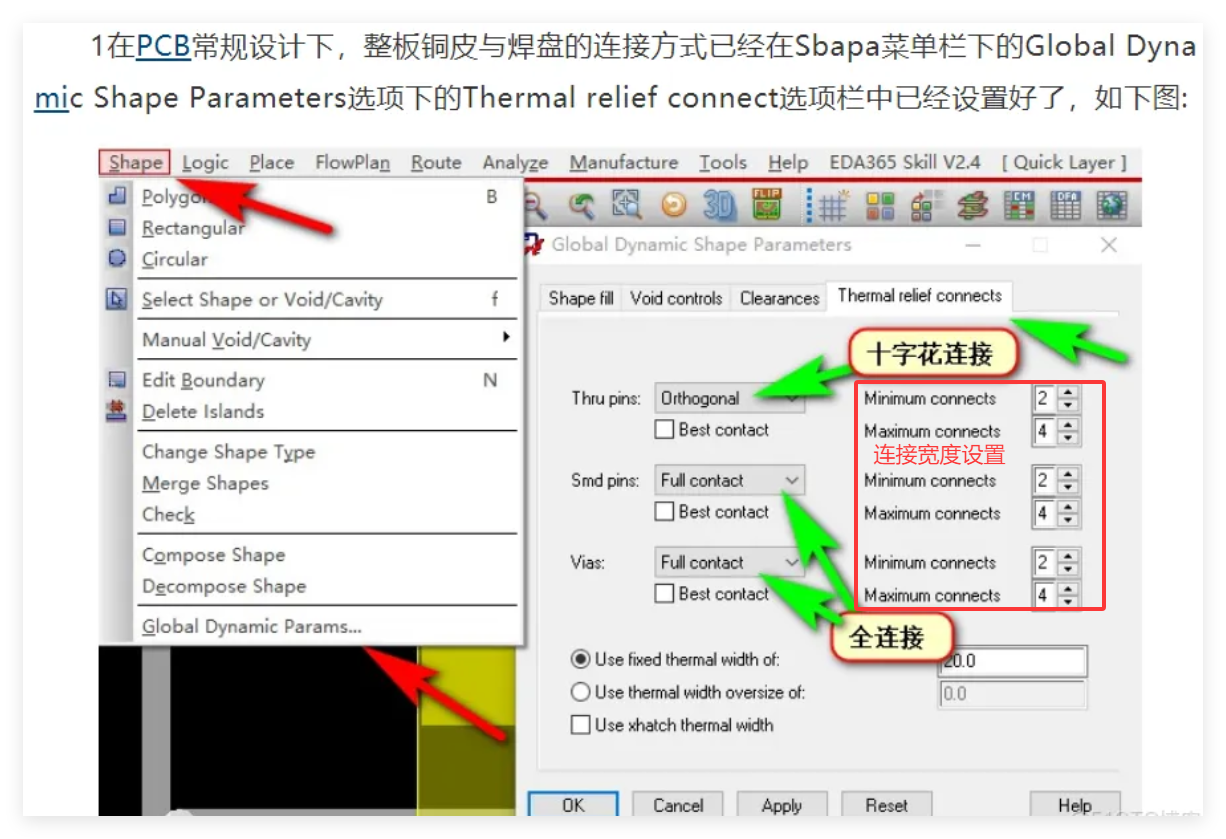 1在PCB常规设计下，整板铜皮与焊盘的连接方式已经在Sbapa菜单栏下的Global Dyna
mic Shape Parameters选项下的Thermal relief connect选项栏中已经设置好了，如下图:
Shape Logic Place FlowPlan Route Analyze Manufacture Tools Help EDA365 Skill V2.4 [ Quick Layer ]
Polygon B
Rectangular
Circular
Select Shape or Void/Cavity f
Manual Void/Cavity
Edit Boundary N
Delete Islands
Change Shape Type
Merge Shapes
Check
Compose Shape
Decompose Shape
Global Dynamic Params...
3D FLIP CM DFA
Global Dynamic Shape Parameters
Shape fill Void controls Clearances Thermal relief connects
十字花连接
Thru pins: Orthogonal Minimum connects 2
Best contact Maximum connects 4
连接宽度设置
Smd pins: Full contact Minimum connects 2
Best contact Maximum connects 4
Vias: Full contact Minimum connects 2
Best contact Maximum connects 4
全连接
Use fixed thermal width of: 20.0
Use thermal width oversize of: 0.0
Use xhatch thermal width
OK Cancel Apply Reset Help